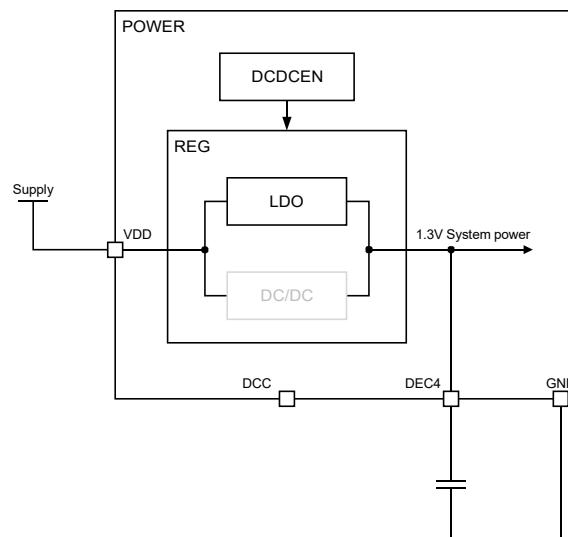 POWER
DCDCEN
REG
Supply
LDO
VDD
1.3V System power
DC/DC
DCC
DEC4